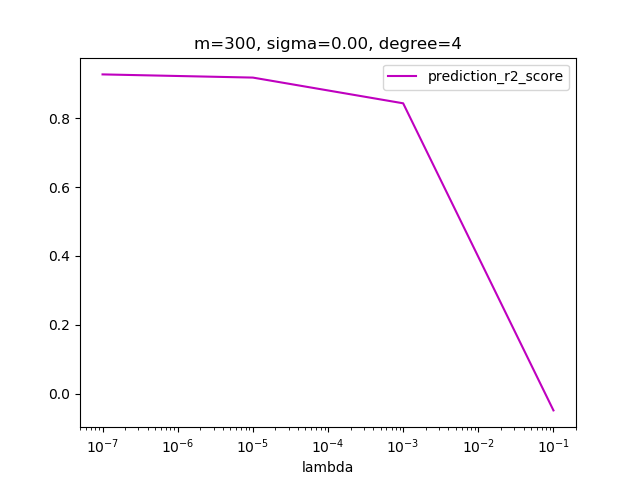 m=300, sigma=0.00, degree=4
prediction_r2_score
0.8
0.6
0.4
0.2
0.0
10⁻⁷ 10⁻⁶ 10⁻⁵ 10⁻⁴ 10⁻³ 10⁻² 10⁻¹
lambda